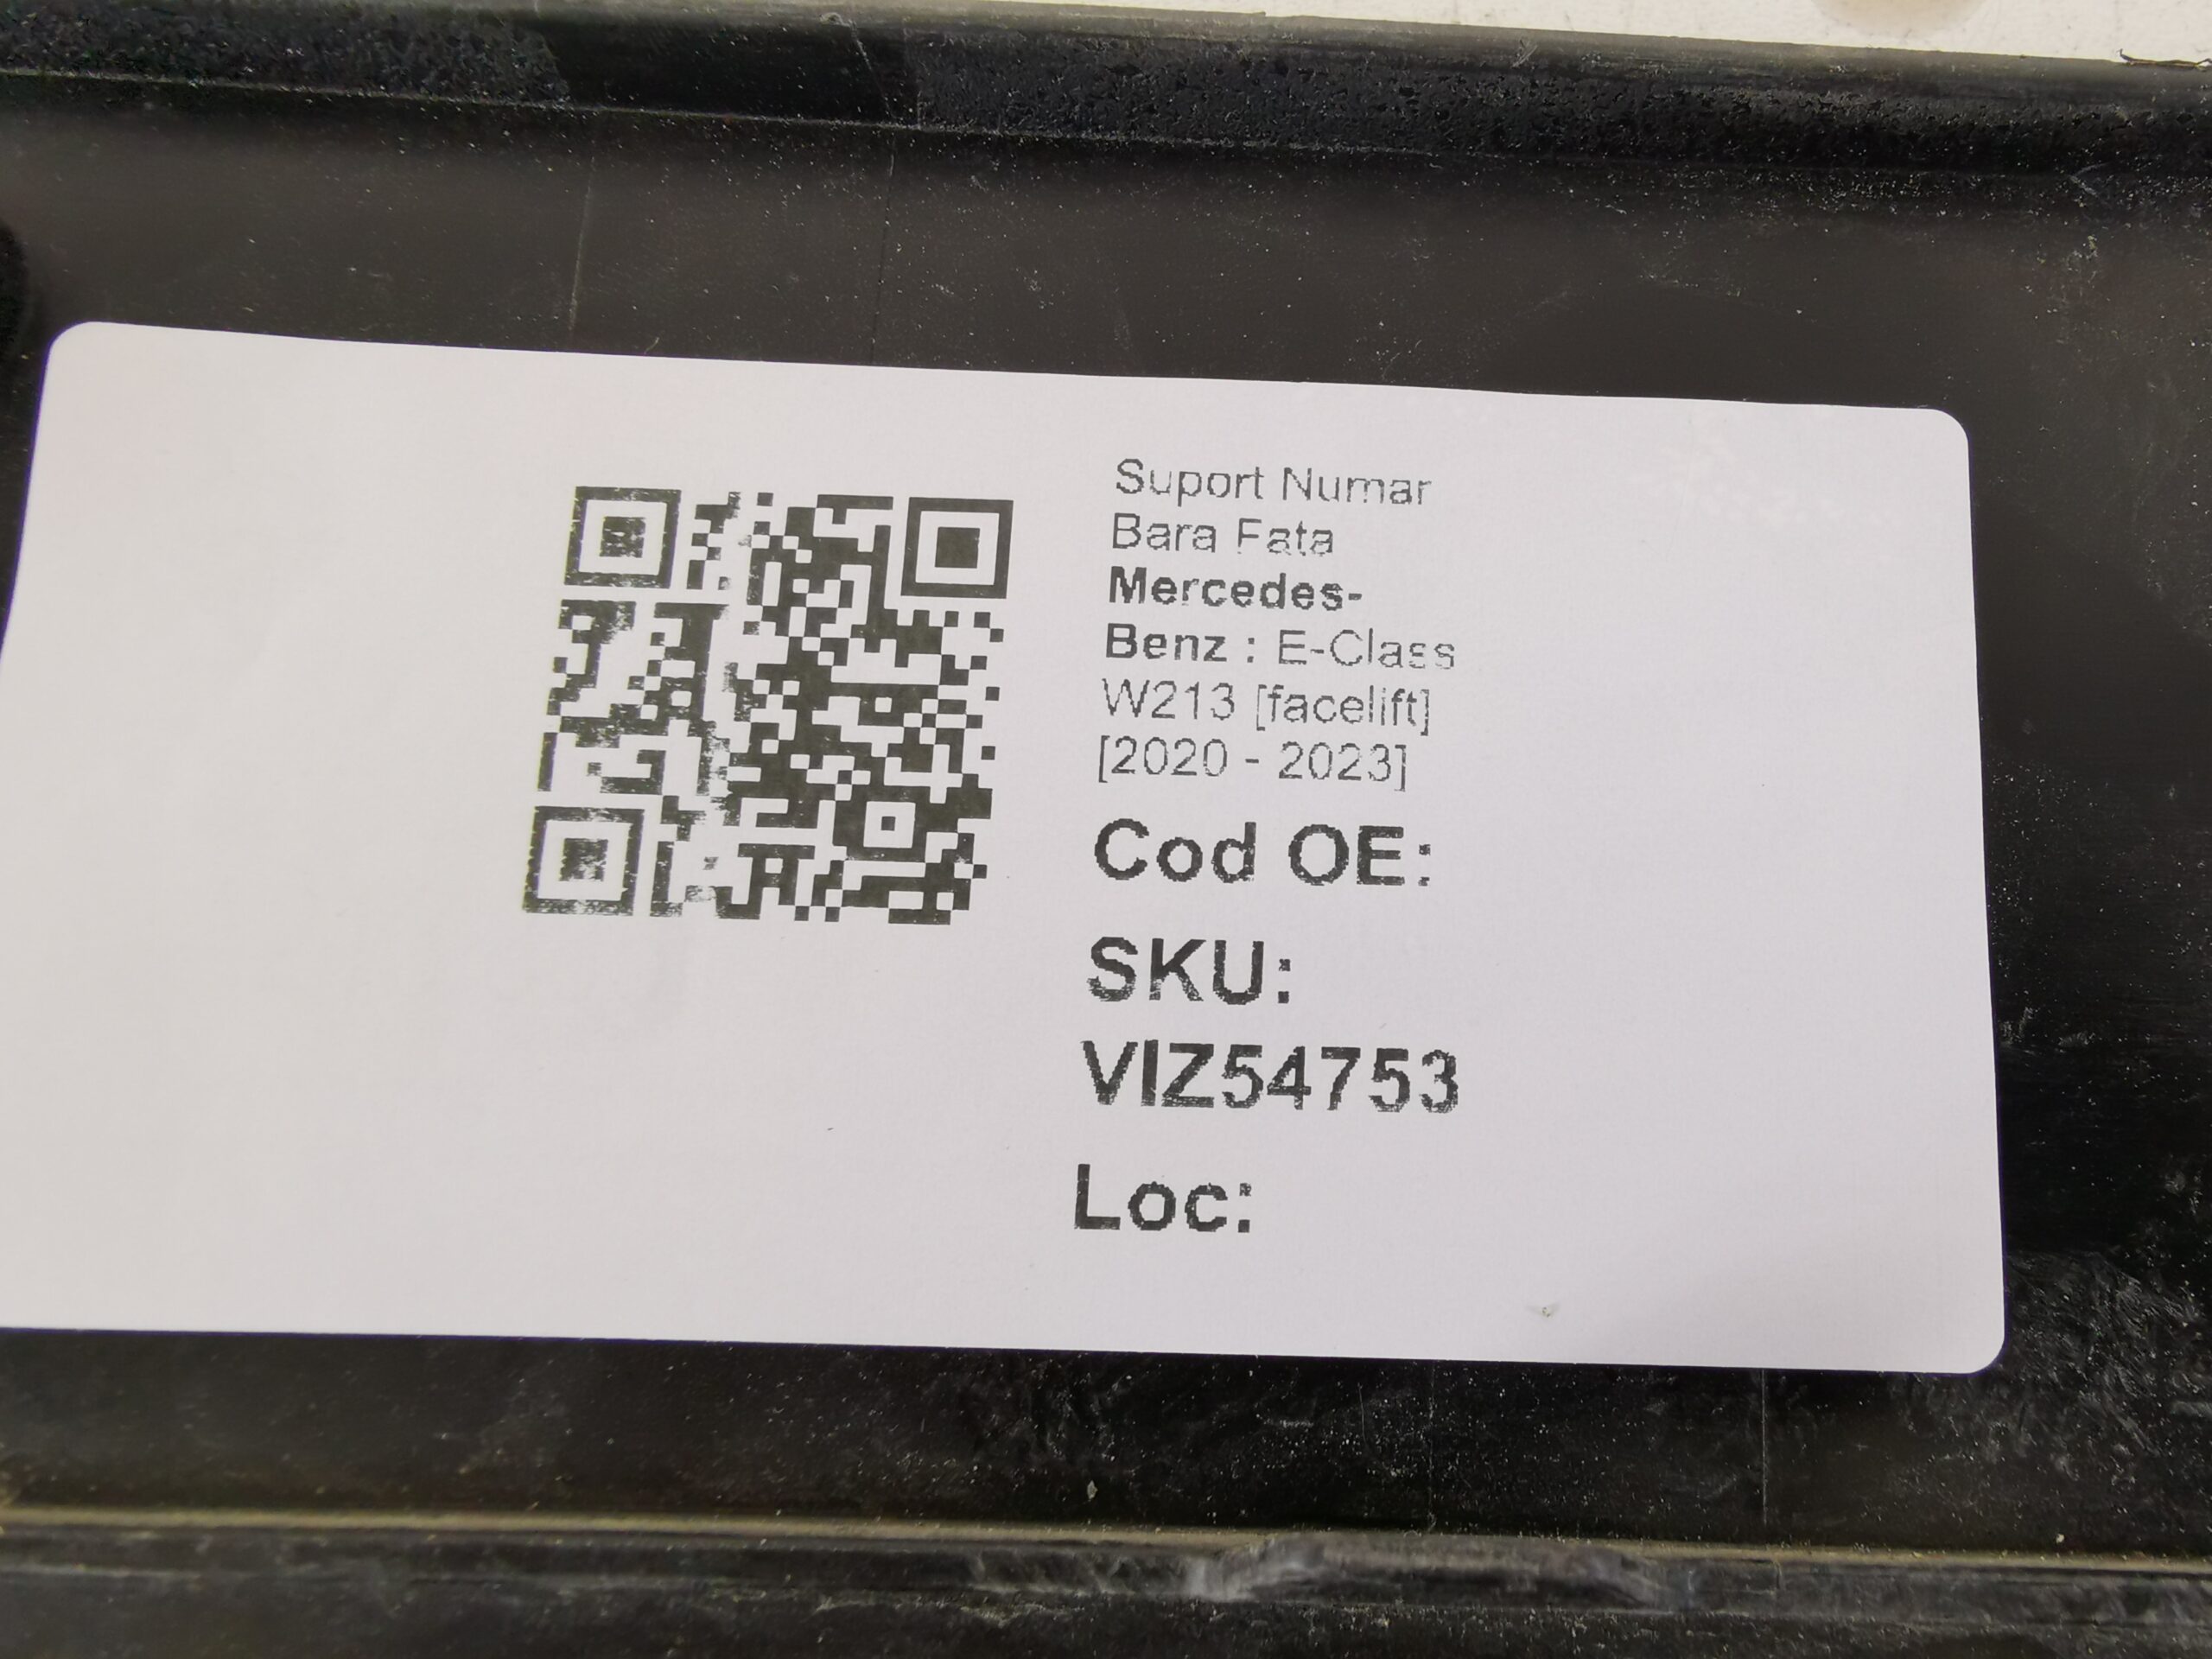 Suport Numar
Bara Fata
Mercedes-
Benz : E-Class
W213 [facelift]
[2020 - 2023]
Cod OE:
SKU:
VIZ54753
Loc: